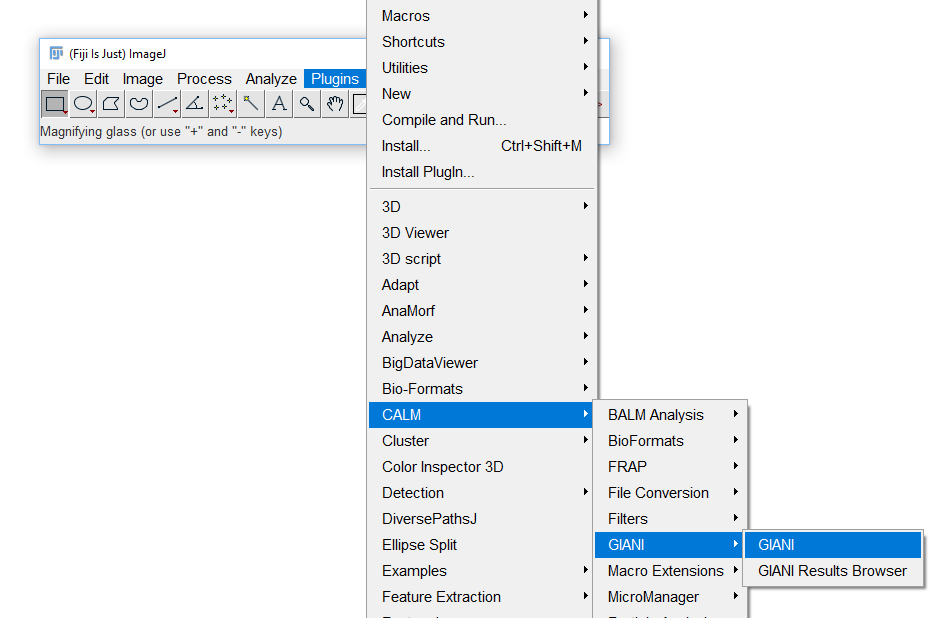 (Fiji Is Just) ImageJ
File Edit Image Process Analyze Plugins
A
Magnifying glass (or use "+" and "-" keys)
Macros
Shortcuts
Utilities
New
Compile and Run...
Install... Ctrl+Shift+M
Install PlugIn...
3D
3D Viewer
3D script
Adapt
AnaMorf
Analyze
BigDataViewer
Bio-Formats
CALM
Cluster
Color Inspector 3D
Detection
DiversePathsJ
Ellipse Split
Examples
Feature Extraction
BALM Analysis
BioFormats
FRAP
File Conversion
Filters
GIANI
Macro Extensions
MicroManager
GIANI
GIANI Results Browser